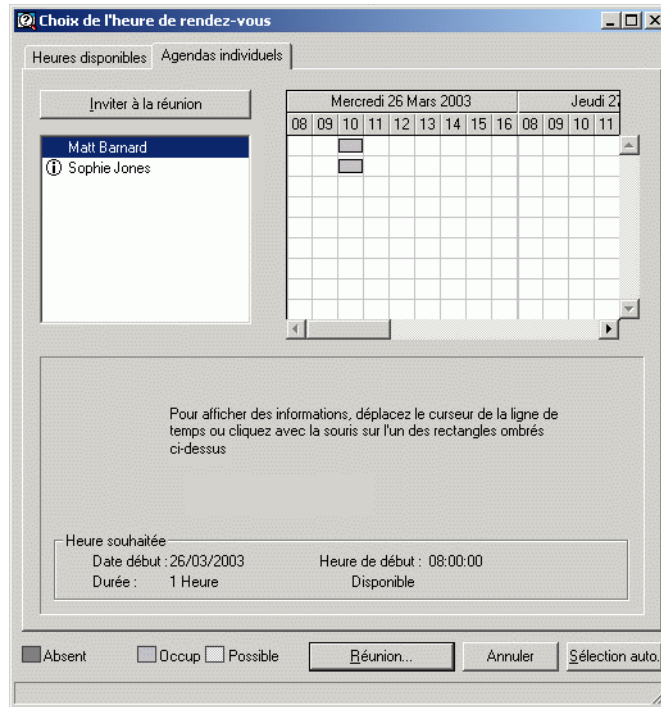 Choix de l'heure de rendez-vous
Heures disponibles Agendas individuels
Inviter à la réunion
Mercredi 26 Mars 2003 Jeudi 27
08 09 10 11 12 13 14 15 16 08 09 10 11
Matt Barnard
Sophie Jones
Pour afficher des informations, déplacez le curseur de la ligne de
temps ou cliquez avec la souris sur l'un des rectangles ombrés
ci-dessus
Heure souhaitée
Date début : 26/03/2003 Heure de début : 08:00:00
Durée : 1 Heure Disponible
Absent Occup Possible Réunion... Annuler Sélection auto.